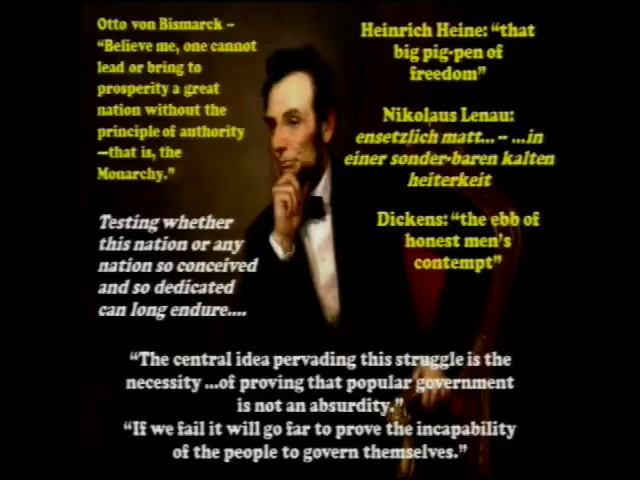 Otto von Bismarck –
“Believe me, one cannot
lead or bring to
prosperity a great
nation without the
principle of authority
—that is, the
Monarchy.”
Testing whether
this nation or any
nation so conceived
and so dedicated
can long endure....
Heinrich Heine: “that
big pig-pen of
freedom”
Nikolaus Lenau:
ensetzlich matt... – ...in
einer sonder-baren kalten
heiterkeit
Dickens: “the ebb of
honest men’s
contempt”
“The central idea pervading this struggle is the
necessity ...of proving that popular government
is not an absurdity.”
“If we fail it will go far to prove the incapability
of the people to govern themselves.”